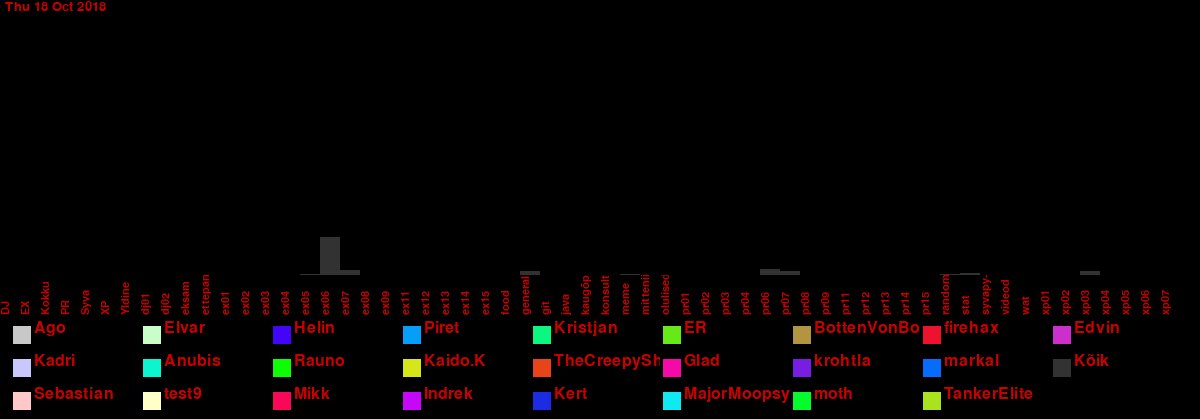 Thu 18 Oct 2018
DJ
EX
Kokku
PR
Syva
XP
Yldine
dj01
dj02
eksam
ettepan
ex01
ex02
ex03
ex04
ex05
ex06
ex07
ex08
ex09
ex11
ex12
ex13
ex14
ex15
food
general
git
java
kaugõp
konsult
meme
mittenii
olulised
pr01
pr02
pr03
pr05
pr06
pr07
pr08
pr09
pr11
pr12
pr13
pr14
pr15
random
stat
syvapy-
videod
wat
xp01
xp02
xp03
xp04
xp05
xp06
xp07
Ago Elvar Helin Piret Kristjan ER BottenVonBo firehax Edvin
Kadri Anubis Rauno Kaido.K TheCreepySh Glad krohtla markal Kõik
Sebastian test9 Mikk Indrek Kert MajorMoopsy moth TankerElite